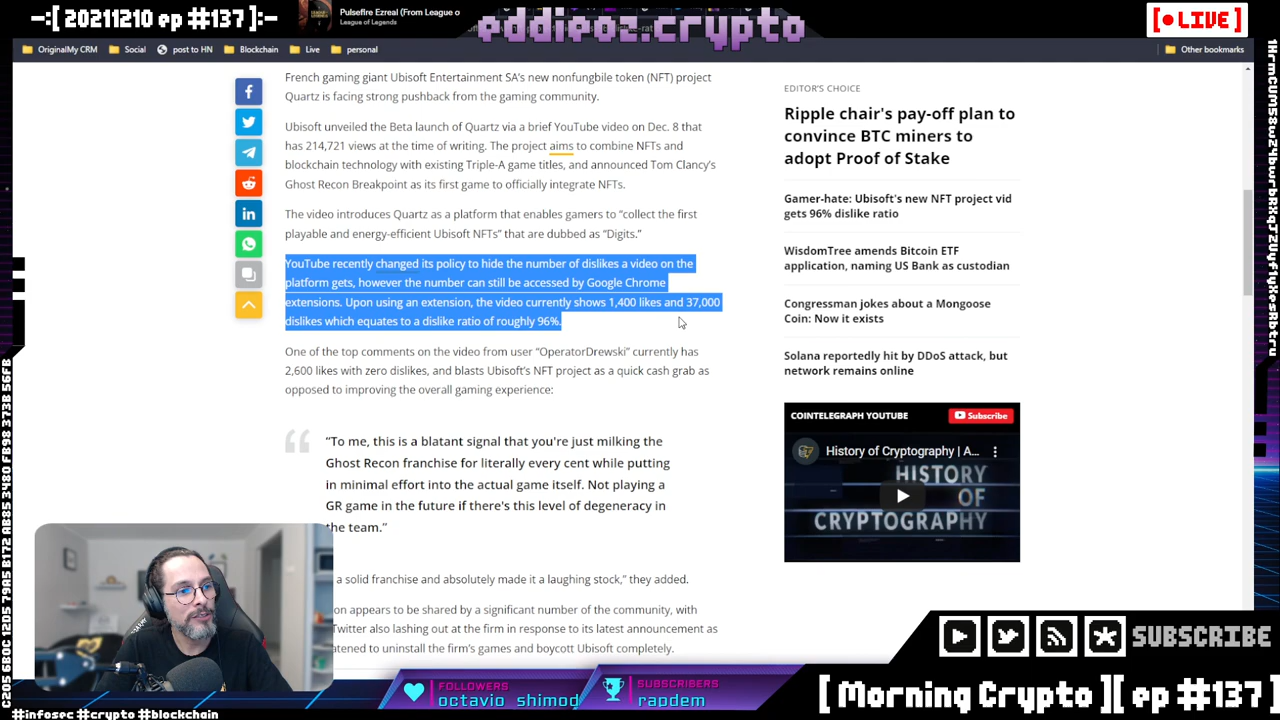 -:[ 20211210 ep #137]:-
Pulsefire Ezreal (From League o
League of Legends
eddieoz.crypto
[●LIVE]
OriginalMy CRM
Social
post to HN
Blockchain
Live
personal
Other bookmarks
French gaming giant Ubisoft Entertainment SA's new nonfungbile token (NFT) project
Quartz is facing strong pushback from the gaming community.
Ubisoft unveiled the Beta launch of Quartz via a brief YouTube video on Dec. 8 that
has 214,721 views at the time of writing. The project aims to combine NFTs and
blockchain technology with existing Triple-A game titles, and announced Tom Clancy's
Ghost Recon Breakpoint as its first game to officially integrate NFTs.
The video introduces Quartz as a platform that enables gamers to “collect the first
playable and energy-efficient Ubisoft NFTs” that are dubbed as “Digits.”
YouTube recently changed its policy to hide the number of dislikes a video on the
platform gets, however the number can still be accessed by Google Chrome
extensions. Upon using an extension, the video currently shows 1,400 likes and 37,000
dislikes which equates to a dislike ratio of roughly 96%.
One of the top comments on the video from user “OperatorDrewski” currently has
2,600 likes with zero dislikes, and blasts Ubisoft's NFT project as a quick cash grab as
opposed to improving the overall gaming experience:
“To me, this is a blatant signal that you're just milking the
Ghost Recon franchise for literally every cent while putting
in minimal effort into the actual game itself. Not playing a
GR game in the future if there's this level of degeneracy in
the team.”
a solid franchise and absolutely made it a laughing stock,” they added.
on appears to be shared by a significant number of the community, with
Twitter also lashing out at the firm in response to its latest announcement as
atened to uninstall the firm's games and boycott Ubisoft completely.
EDITOR'S CHOICE
Ripple chair's pay-off plan to
convince BTC miners to
adopt Proof of Stake
Gamer-hate: Ubisoft's new NFT project vid
gets 96% dislike ratio
WisdomTree amends Bitcoin ETF
application, naming US Bank as custodian
Congressman jokes about a Mongoose
Coin: Now it exists
Solana reportedly hit by DDoS attack, but
network remains online
COINTELEGRAPH YOUTUBE
Subscribe
History of Cryptography | A...
HISTORY
OF
CRYPTOGRAPHY
SUBSCRIBE
FOLLOWERS
octavio shimod
SUBSCRIBERS
rapdem
[ Morning Crypto ][ ep #137 ]
#infosec #crypto #blockchain